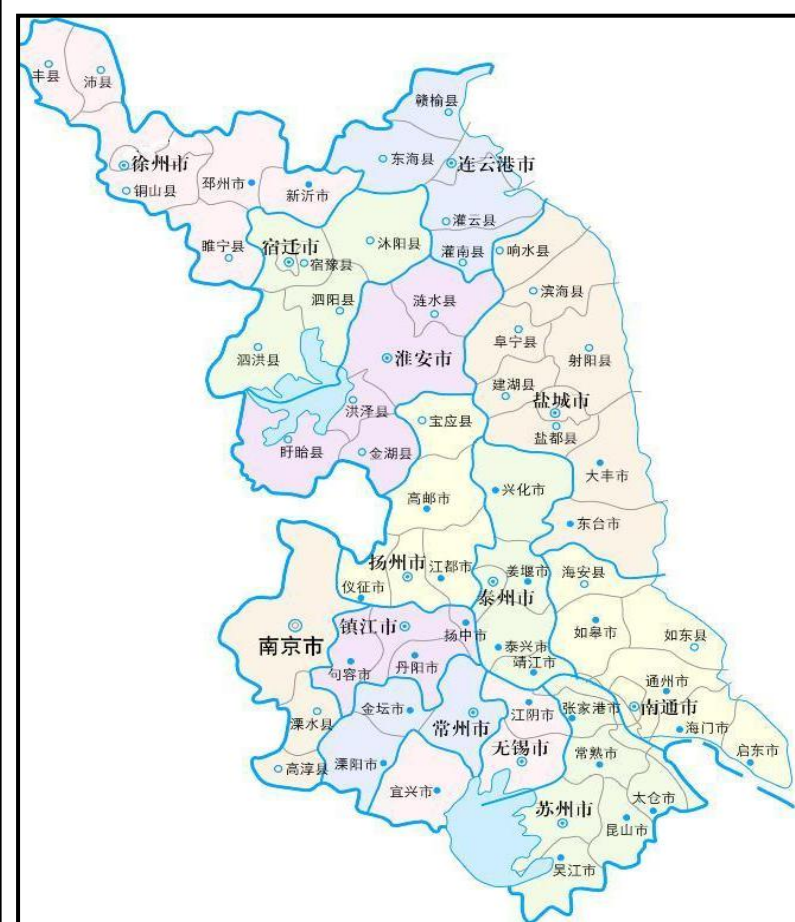 丰县
沛县
赣榆县
徐州市
东海县
连云港市
铜山县
邳州市
新沂市
睢宁县
宿迁市
宿豫县
沭阳县
灌云县
灌南县
响水县
泗阳县
涟水县
滨海县
泗洪县
淮安市
阜宁县
射阳县
建湖县
洪泽县
盐城市
宝应县
盐都县
盱眙县
金湖县
大丰市
高邮市
兴化市
东台市
扬州市
江都市
姜堰市
海安县
仪征市
泰州市
镇江市
扬中市
如皋市
如东县
南京市
泰兴市
靖江市
句容市
丹阳市
通州市
金坛市
江阴市
张家港市
南通市
溧水县
常州市
海门市
无锡市
常熟市
启东市
高淳县
溧阳市
宜兴市
太仓市
苏州市
昆山市
吴江市